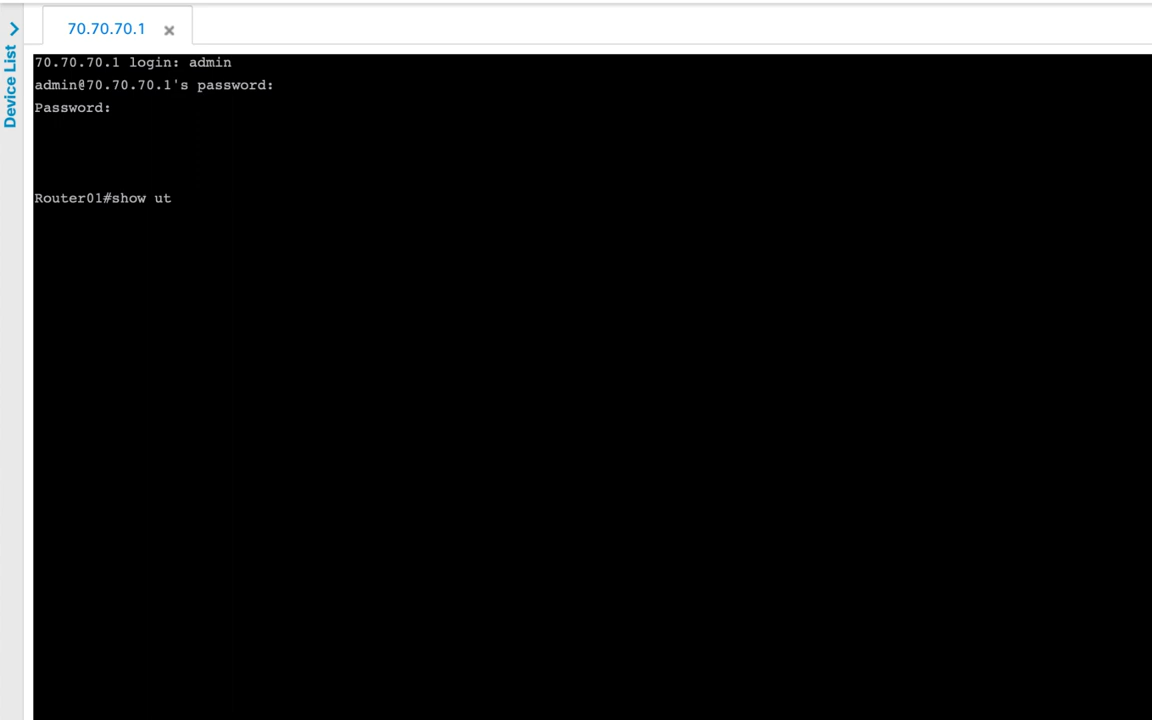 70.70.70.1
Device List
70.70.70.1 login: admin
admin@70.70.70.1's password:
Password:
Router01#show ut